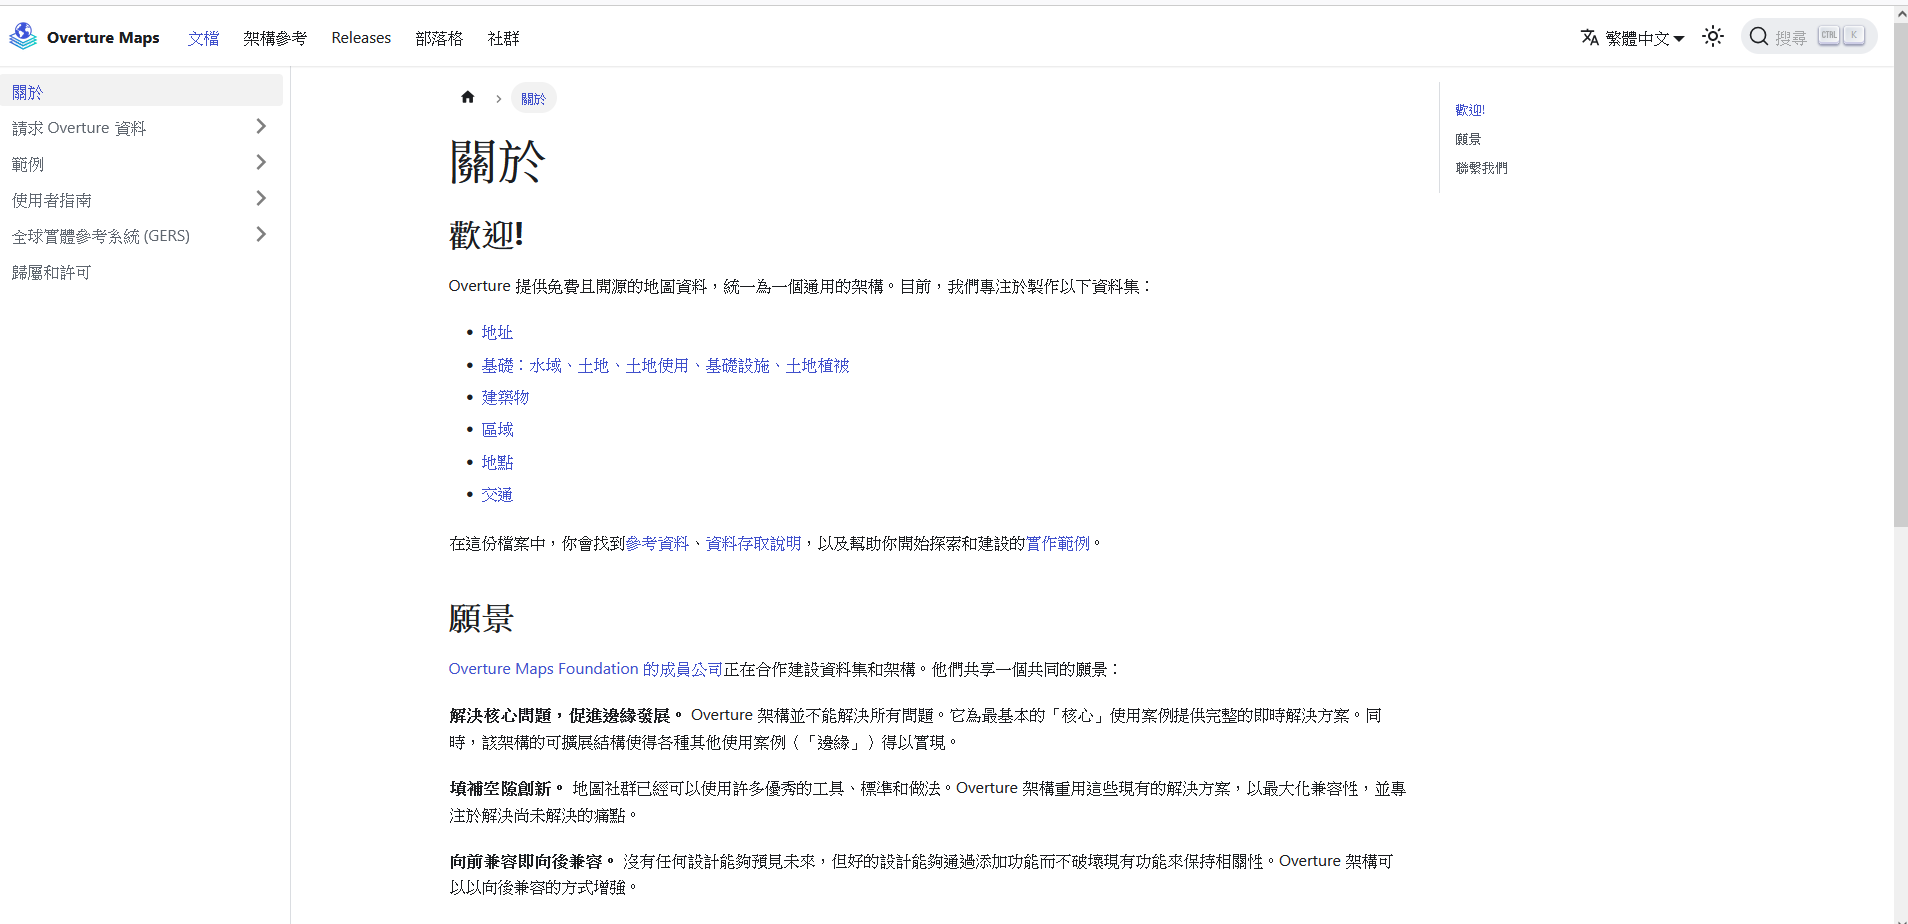 Overture Maps 文檔 架構參考 Releases 部落格 社群 繁體中文 搜尋 CTRL K
關於
請求 Overture 資料
範例
使用者指南
全球實體參考系統 (GERS)
歸屬和許可
關於
關於
歡迎!
Overture 提供免費且開源的地圖資料，統一為一個通用的架構。目前，我們專注於製作以下資料集：
地址
基礎：水域、土地、土地使用、基礎設施、土地植被
建築物
區域
地點
交通
在這份檔案中，你會找到參考資料、資料存取說明，以及幫助你開始探索和建設的實作範例。
願景
Overture Maps Foundation 的成員公司正在合作建設資料集和架構。他們共享一個共同的願景：
解決核心問題，促進邊緣發展。 Overture 架構並不能解決所有問題。它為最基本的「核心」使用案例提供完整的即時解決方案。同
時，該架構的可擴展結構使得各種其他使用案例（「邊緣」）得以實現。
填補空隙創新。 地圖社群已經可以使用許多優秀的工具、標準和做法。Overture 架構重用這些現有的解決方案，以最大化兼容性，並專
注於解決尚未解決的痛點。
向前兼容即向後兼容。 沒有任何設計能夠預見未來，但好的設計能夠通過添加功能而不破壞現有功能來保持相關性。Overture 架構可
以以向後兼容的方式增強。
歡迎!
願景
聯繫我們